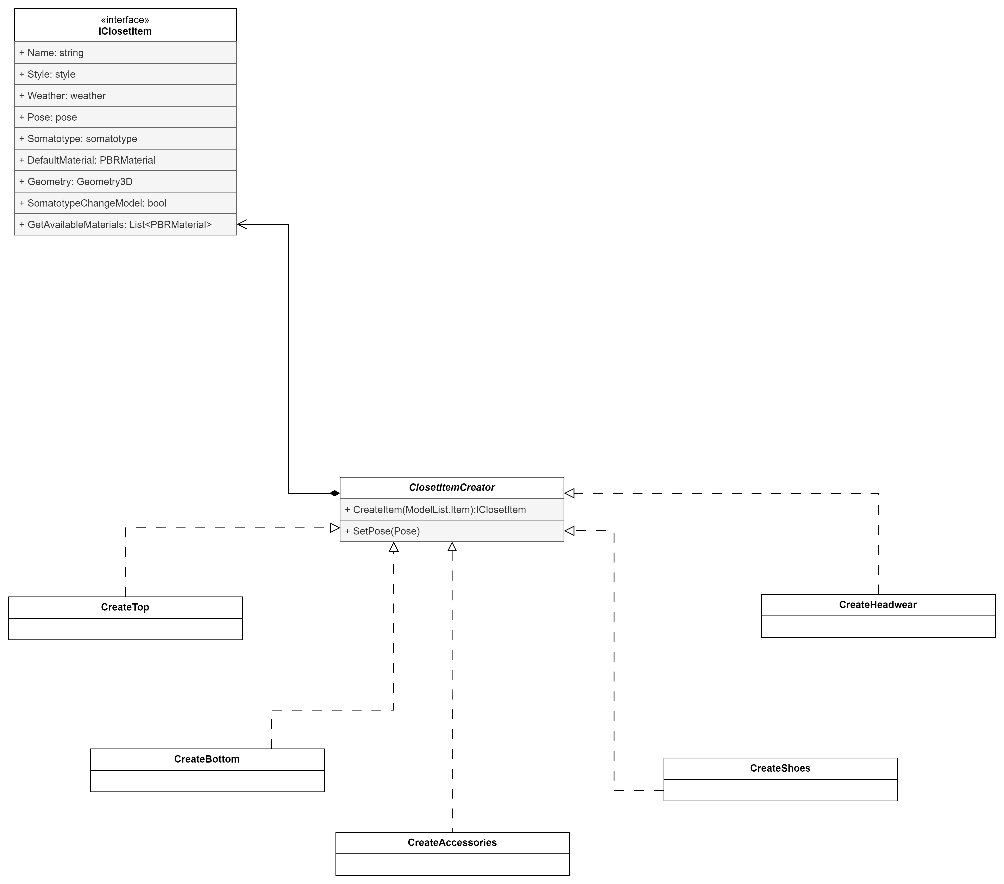 «interface»
IClosetItem
+ Name: string
+ Style: style
+ Weather: weather
+ Pose: pose
+ Somatotype: somatotype
+ DefaultMaterial: PBRMaterial
+ Geometry: Geometry3D
+ SomatotypeChangeModel: bool
+ GetAvailableMaterials: List<PBRMaterial>
ClosetItemCreator
+ CreateItem(ModelList.Item):IClosetItem
+ SetPose(Pose)
CreateTop
CreateHeadwear
CreateBottom
CreateShoes
CreateAccessories